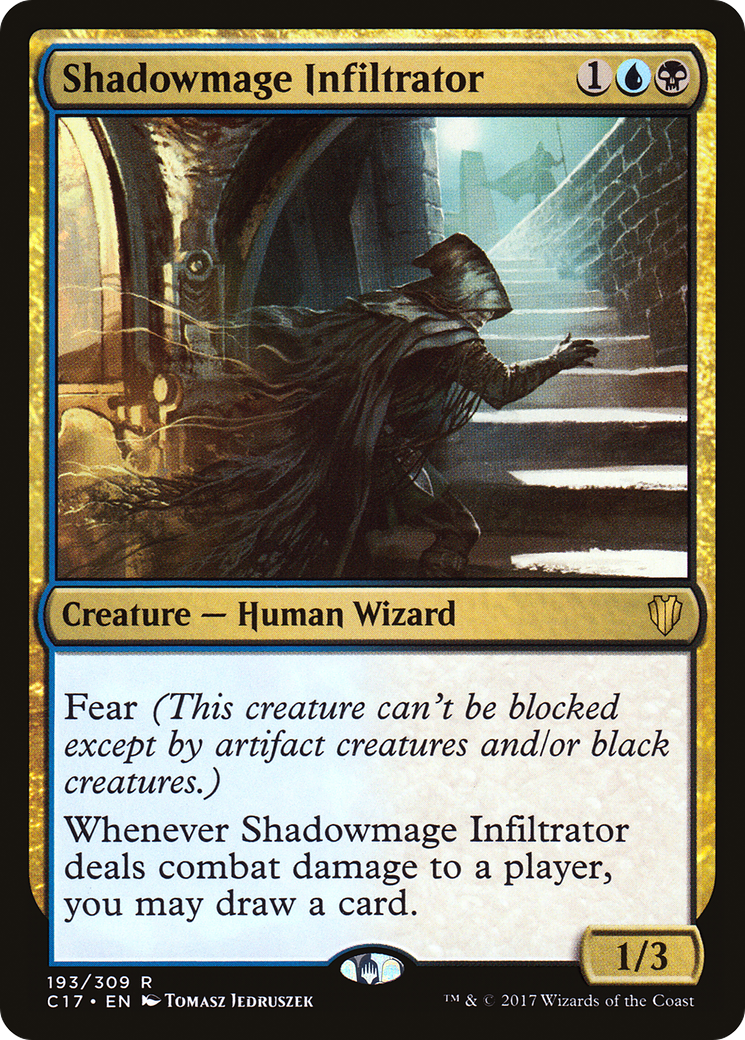 Shadowmage Infiltrator 1
Creature — Human Wizard
Fear (This creature can't be blocked
except by artifact creatures and/or black
creatures.)
Whenever Shadowmage Infiltrator
deals combat damage to a player,
you may draw a card.
1/3
193/309 R
C17 • EN Tomasz Jedruszek
™ & © 2017 Wizards of the Coast